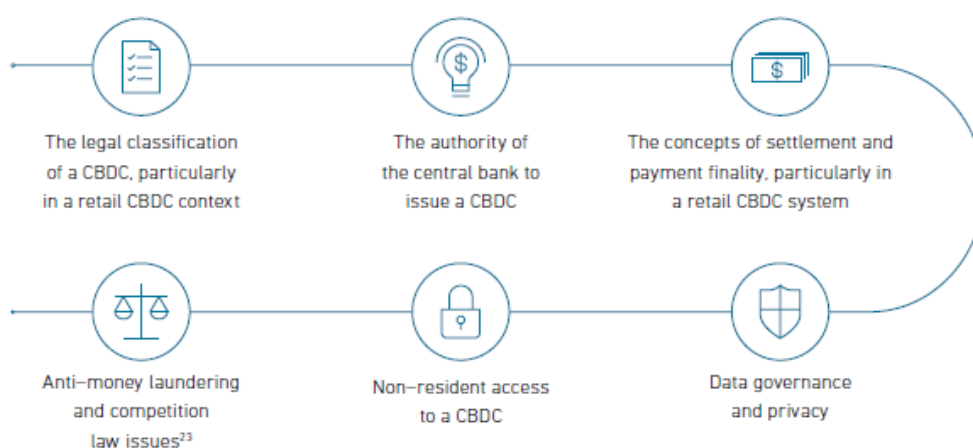 $
$
The legal classification
of a CBDC, particularly
in a retail CBDC context
The authority of
the central bank to
issue a CBDC
The concepts of settlement and
payment finality, particularly in
a retail CBDC system
Anti–money laundering
and competition
law issues²³
Non–resident access
to a CBDC
Data governance
and privacy